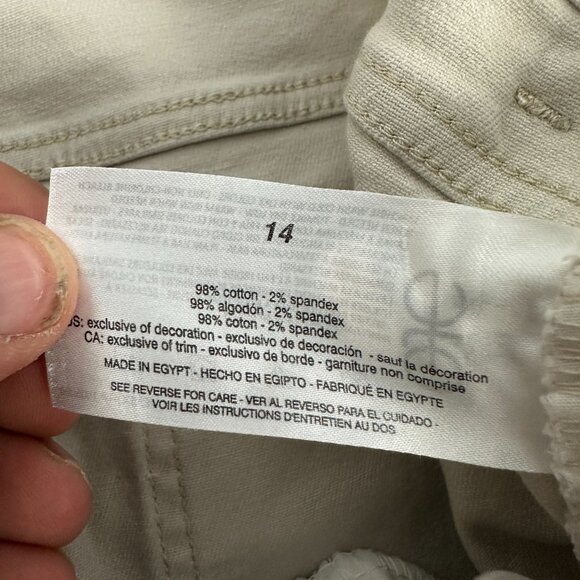 14
98% cotton - 2% spandex
98% algodón - 2% spandex
98% coton - 2% spandex
US: exclusive of decoration - exclusivo de decoración - sauf la décoration
CA: exclusive of trim - exclusivo de borde - garniture non comprise
MADE IN EGYPT - HECHO EN EGIPTO - FABRIQUÉ EN EGYPTE
SEE REVERSE FOR CARE - VER AL REVERSO PARA EL CUIDADO -
VOIR LES INSTRUCTIONS D'ENTRETIEN AU DOS